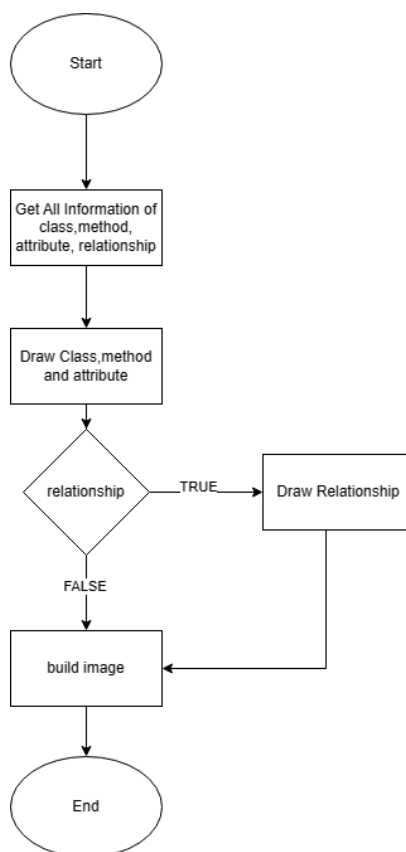 Start
Get All Information of
class,method,
attribute, relationship
Draw Class,method
and attribute
relationship
TRUE
Draw Relationship
FALSE
build image
End